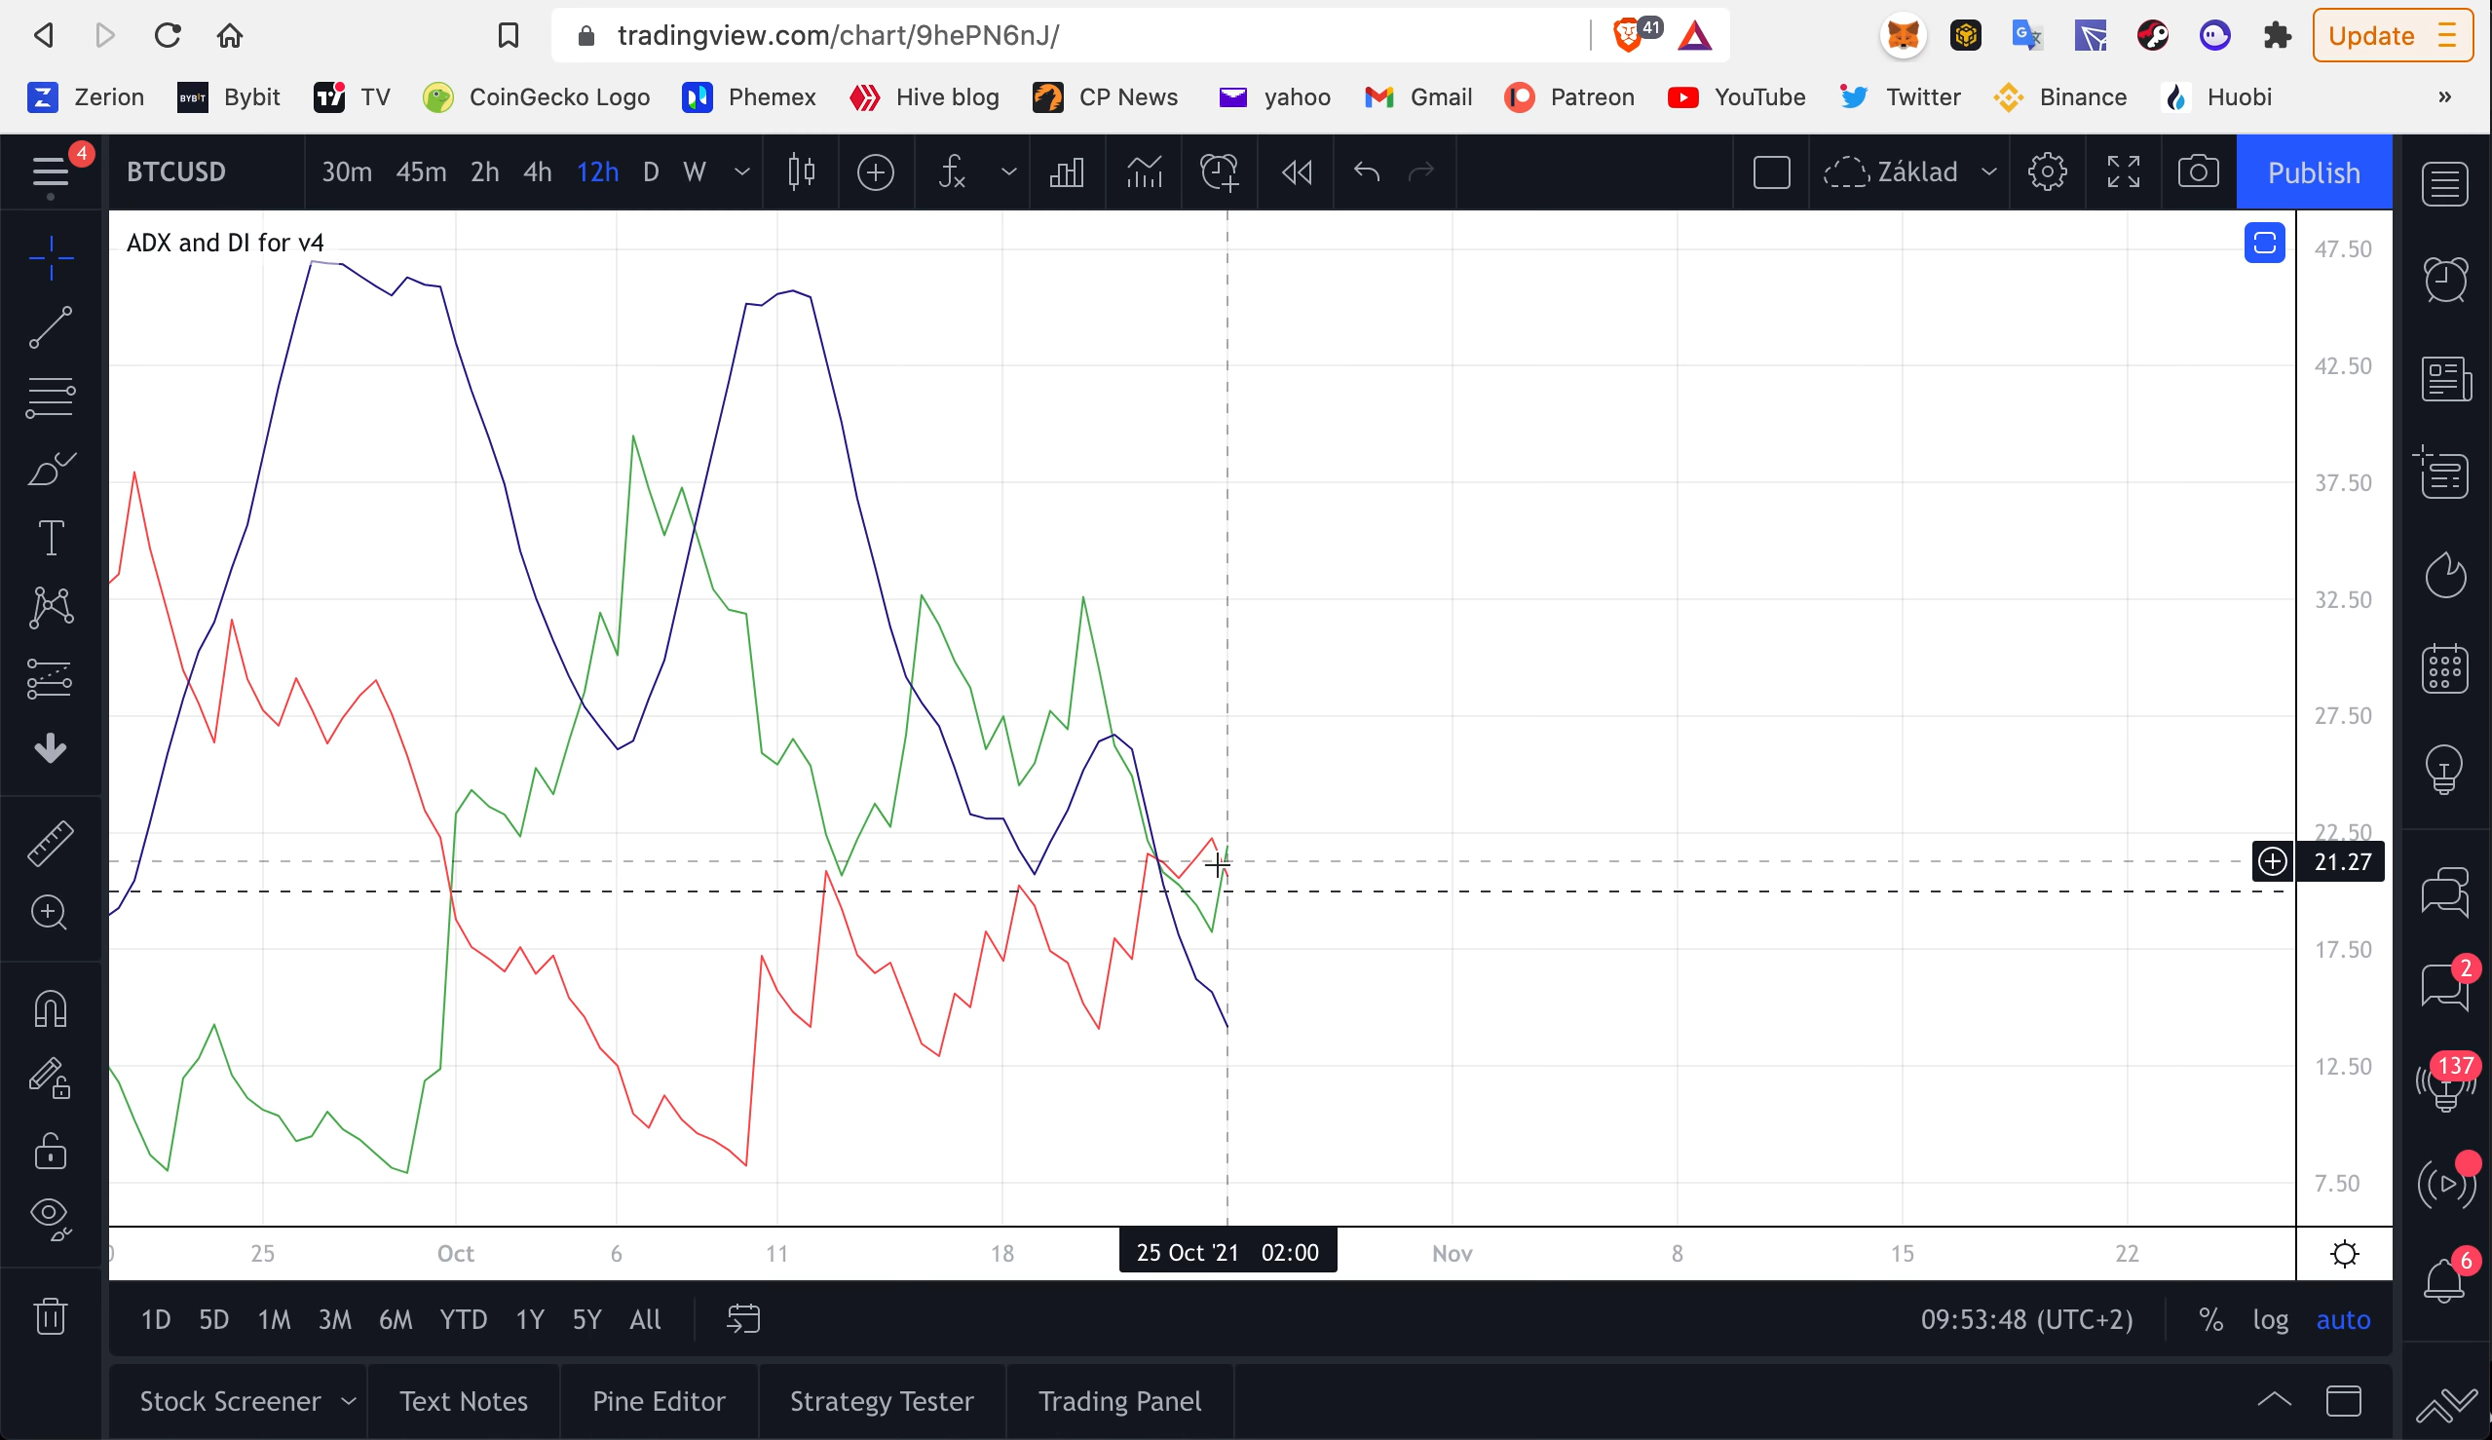 tradingview.com/chart/9hePN6nJ/
41
Update
Zerion
BYBIT
Bybit
TV
CoinGecko Logo
Phemex
Hive blog
CP News
yahoo
Gmail
Patreon
YouTube
Twitter
Binance
Huobi
»
4
BTCUSD
30m 45m 2h 4h 12h D W
Základ
Publish
ADX and DI for v4
47.50
42.50
37.50
32.50
27.50
22.50
21.27
17.50
12.50
7.50
25 Oct 6 11 18 25 Oct '21 02:00 Nov 8 15 22
1D 5D 1M 3M 6M YTD 1Y 5Y All
09:53:48 (UTC+2)
% log auto
Stock Screener
Text Notes
Pine Editor
Strategy Tester
Trading Panel
2
137
6